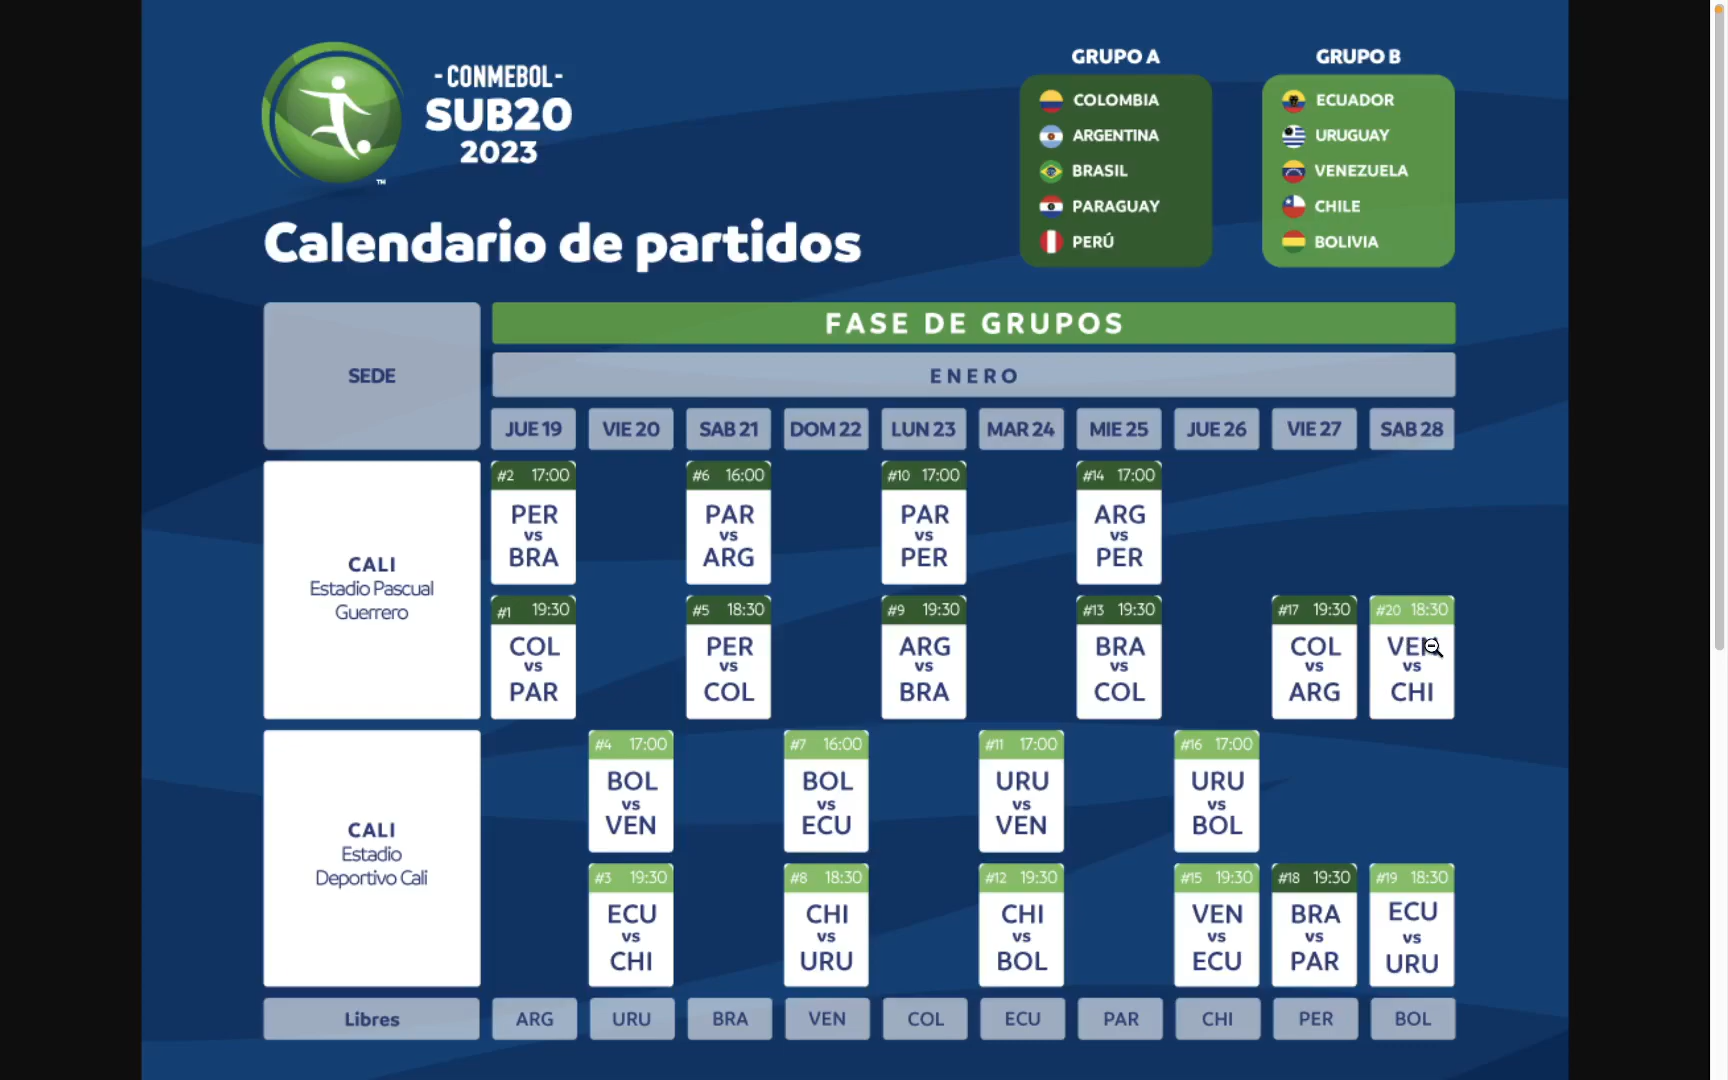 - CONMEBOL -
SUB20
2023
TM
Calendario de partidos
GRUPO A
COLOMBIA
ARGENTINA
BRASIL
PARAGUAY
PERÚ
GRUPO B
ECUADOR
URUGUAY
VENEZUELA
CHILE
BOLIVIA
SEDE
FASE DE GRUPOS
ENERO
JUE 19
VIE 20
SAB 21
DOM 22
LUN 23
MAR 24
MIE 25
JUE 26
VIE 27
SAB 28
CALI
Estadio Pascual
Guerrero
#2 17:00
PER
vs
BRA
#6 16:00
PAR
vs
ARG
#10 17:00
PAR
vs
PER
#14 17:00
ARG
vs
PER
#1 19:30
COL
vs
PAR
#5 18:30
PER
vs
COL
#9 19:30
ARG
vs
BRA
#13 19:30
BRA
vs
COL
#17 19:30
COL
vs
ARG
#20 18:30
VEN
vs
CHI
CALI
Estadio
Deportivo Cali
#4 17:00
BOL
vs
VEN
#7 16:00
BOL
vs
ECU
#11 17:00
URU
vs
VEN
#16 17:00
URU
vs
BOL
#3 19:30
ECU
vs
CHI
#8 18:30
CHI
vs
URU
#12 19:30
CHI
vs
BOL
#15 19:30
VEN
vs
ECU
#18 19:30
BRA
vs
PAR
#19 18:30
ECU
vs
URU
Libres
ARG
URU
BRA
VEN
COL
ECU
PAR
CHI
PER
BOL